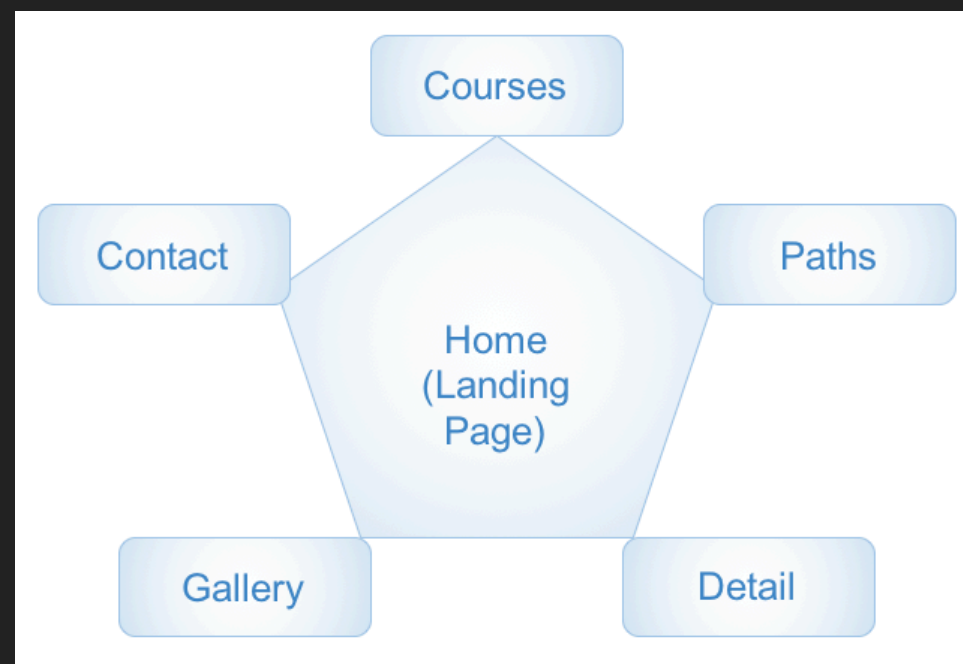 Courses
Contact
Paths
Home
(Landing
Page)
Gallery
Detail